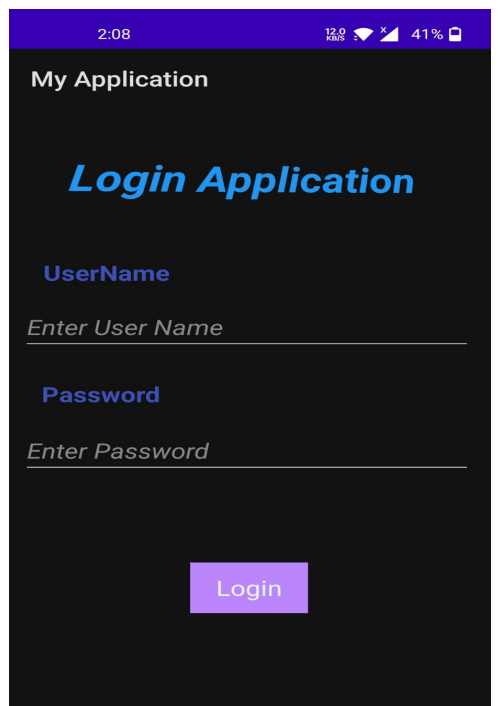 2:08 12.0 KB/S X 41%
My Application
Login Application
UserName
Enter User Name
Password
Enter Password
Login